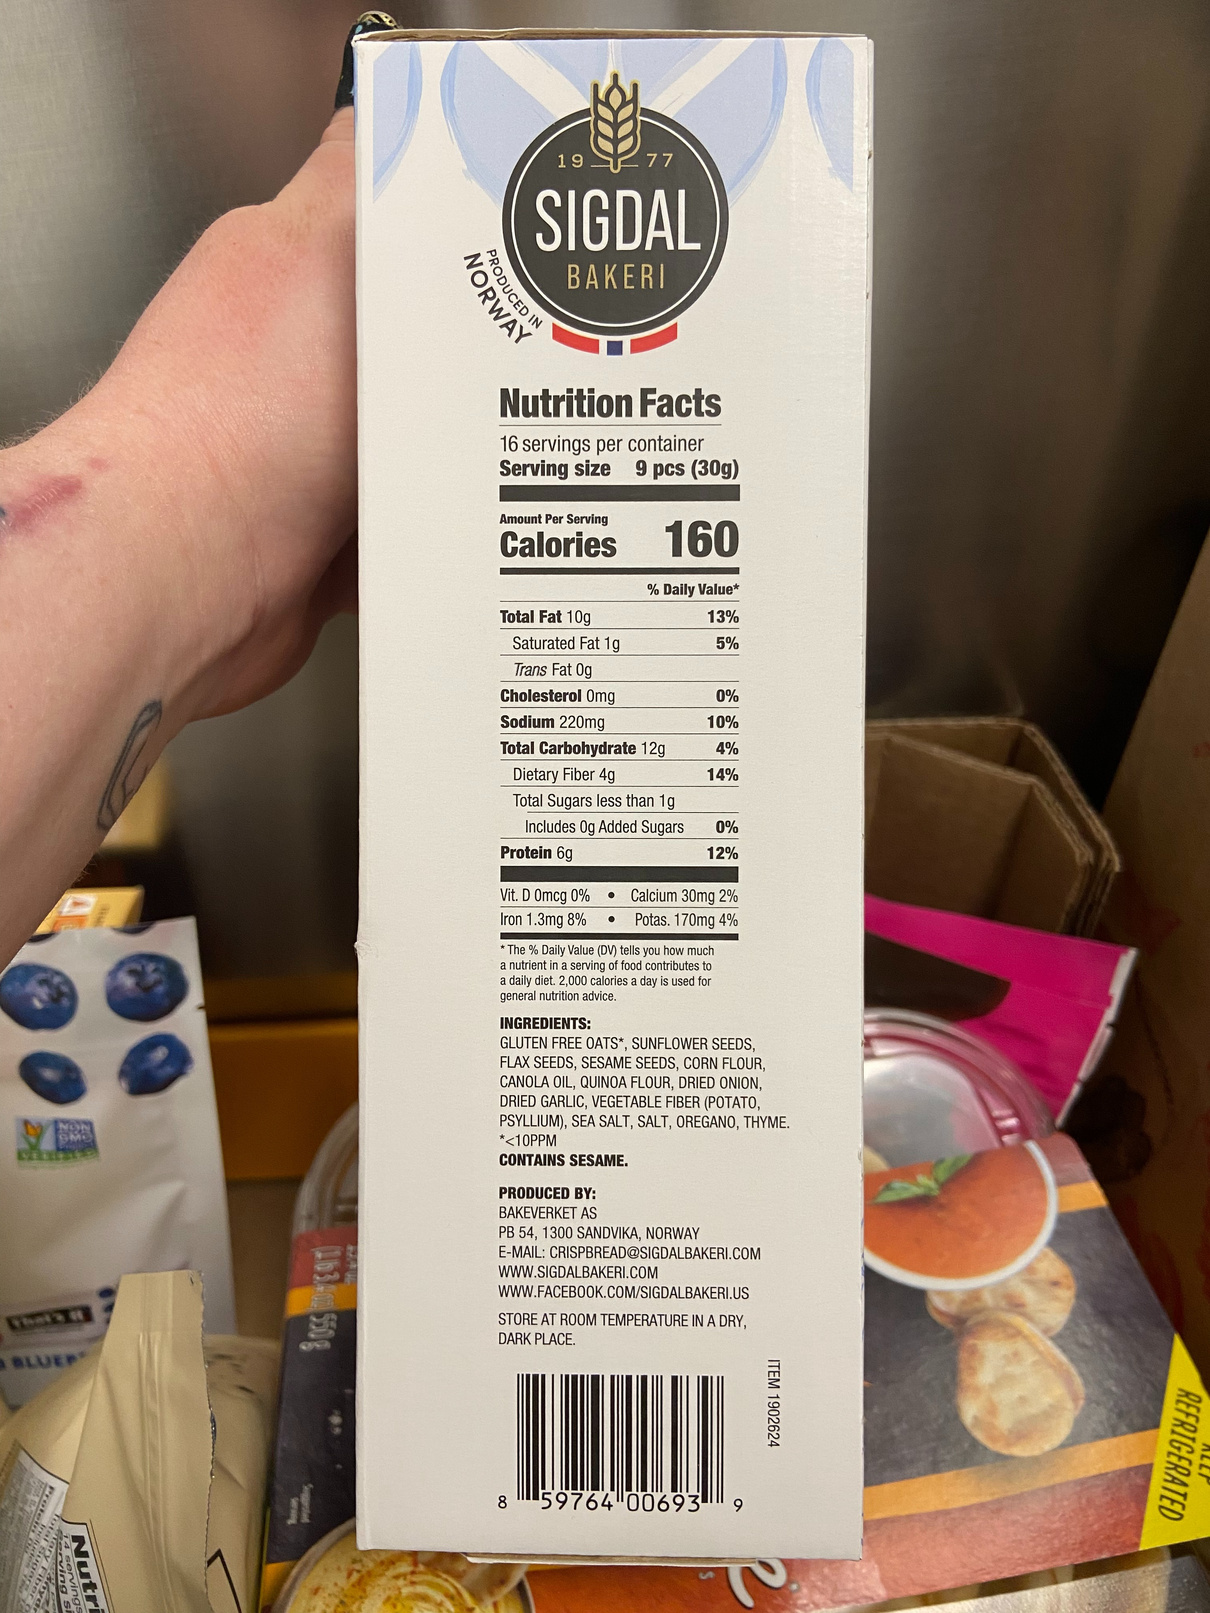 19 77
SIGDAL
BAKERI
PRODUCED IN
NORWAY
Nutrition Facts
16 servings per container
Serving size 9 pcs (30g)
Amount Per Serving
Calories 160
% Daily Value*
Total Fat 10g 13%
Saturated Fat 1g 5%
Trans Fat 0g
Cholesterol 0mg 0%
Sodium 220mg 10%
Total Carbohydrate 12g 4%
Dietary Fiber 4g 14%
Total Sugars less than 1g
Includes 0g Added Sugars 0%
Protein 6g 12%
Vit. D 0mcg 0% • Calcium 30mg 2%
Iron 1.3mg 8% • Potas. 170mg 4%
* The % Daily Value (DV) tells you how much
a nutrient in a serving of food contributes to
a daily diet. 2,000 calories a day is used for
general nutrition advice.
INGREDIENTS:
GLUTEN FREE OATS*, SUNFLOWER SEEDS,
FLAX SEEDS, SESAME SEEDS, CORN FLOUR,
CANOLA OIL, QUINOA FLOUR, DRIED ONION,
DRIED GARLIC, VEGETABLE FIBER (POTATO,
PSYLLIUM), SEA SALT, SALT, OREGANO, THYME.
*<10PPM
CONTAINS SESAME.
PRODUCED BY:
BAKEVERKET AS
PB 54, 1300 SANDVIKA, NORWAY
E-MAIL: CRISPBREAD@SIGDALBAKERI.COM
WWW.SIGDALBAKERI.COM
WWW.FACEBOOK.COM/SIGDALBAKERI.US
STORE AT ROOM TEMPERATURE IN A DRY,
DARK PLACE.
ITEM 1902624
8 59764 00693 9
NON
GMO
VERIFIED
That's it
KEEP
REFRIGERATED
14 servings